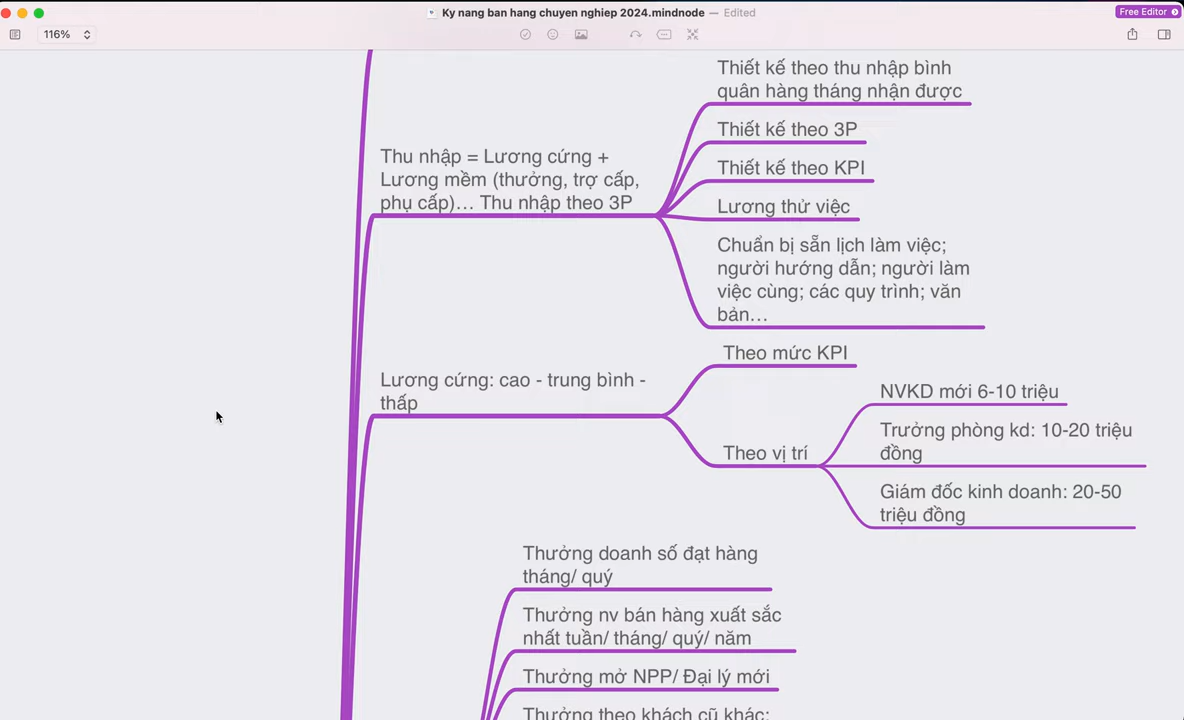 Ky nang ban hang chuyen nghiep 2024.mindnode — Edited
Free Editor
116%
Thiết kế theo thu nhập bình
quân hàng tháng nhận được
Thiết kế theo 3P
Thu nhập = Lương cứng +
Lương mềm (thưởng, trợ cấp,
phụ cấp)... Thu nhập theo 3P
Thiết kế theo KPI
Lương thử việc
Chuẩn bị sẵn lịch làm việc;
người hướng dẫn; người làm
việc cùng; các quy trình; văn
bản...
Lương cứng: cao - trung bình -
thấp
Theo mức KPI
Theo vị trí
NVKD mới 6-10 triệu
Trưởng phòng kd: 10-20 triệu
đồng
Giám đốc kinh doanh: 20-50
triệu đồng
Thưởng doanh số đạt hàng
tháng/ quý
Thưởng nv bán hàng xuất sắc
nhất tuần/ tháng/ quý/ năm
Thưởng mở NPP/ Đại lý mới
Thưởng theo khách cũ khác: